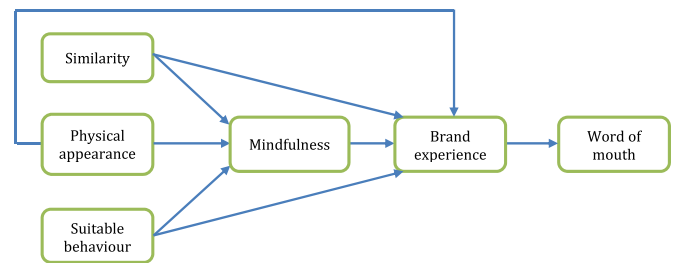 Similarity
Physical
appearance
Mindfulness
Brand
experience
Word of
mouth
Suitable
behaviour